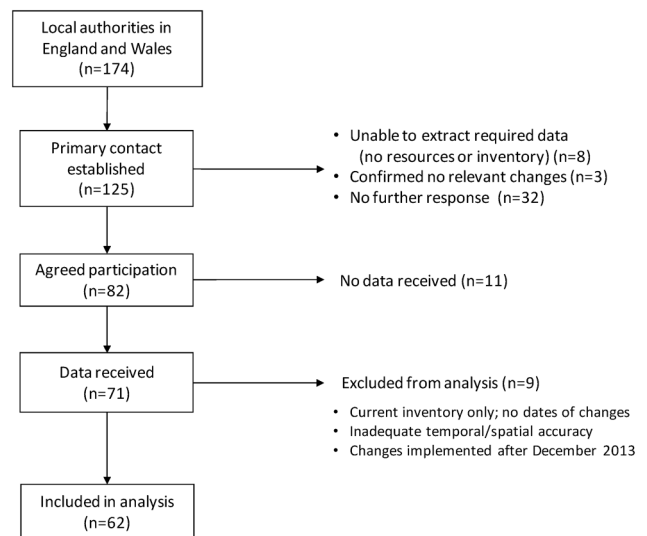 Local authorities in
England and Wales
(n=174)
Primary contact
established
(n=125)
• Unable to extract required data
(no resources or inventory) (n=8)
• Confirmed no relevant changes (n=3)
• No further response (n=32)
Agreed participation
(n=82)
No data received (n=11)
Data received
(n=71)
Excluded from analysis (n=9)
• Current inventory only; no dates of changes
• Inadequate temporal/spatial accuracy
• Changes implemented after December 2013
Included in analysis
(n=62)